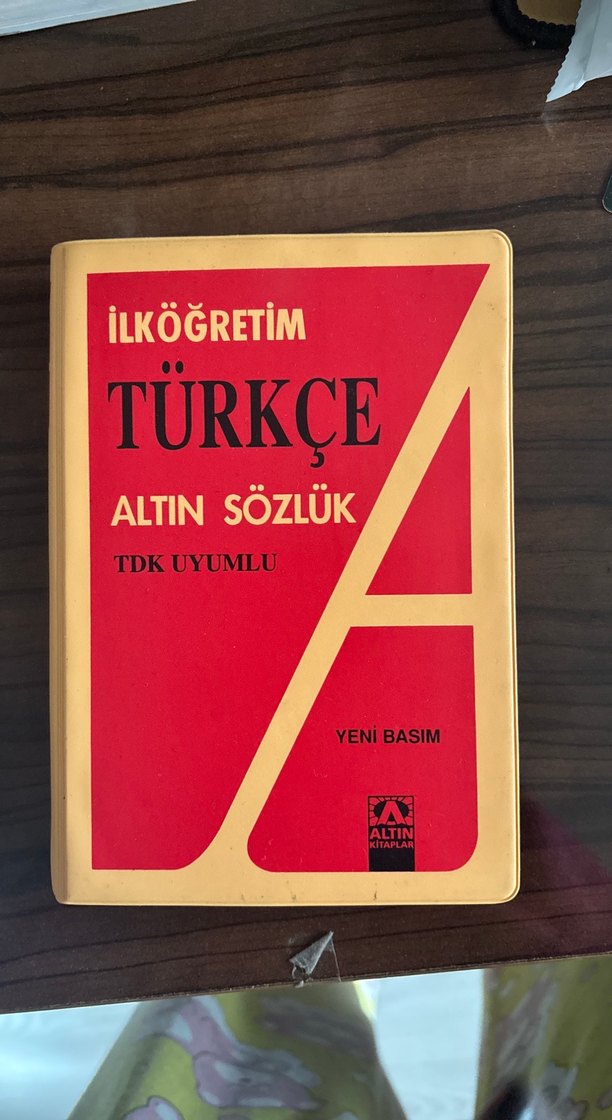 İLKÖĞRETİM
TÜRKÇE
ALTIN SÖZLÜK
TDK UYUMLU
YENİ BASIM
ALTIN
KİTAPLAR